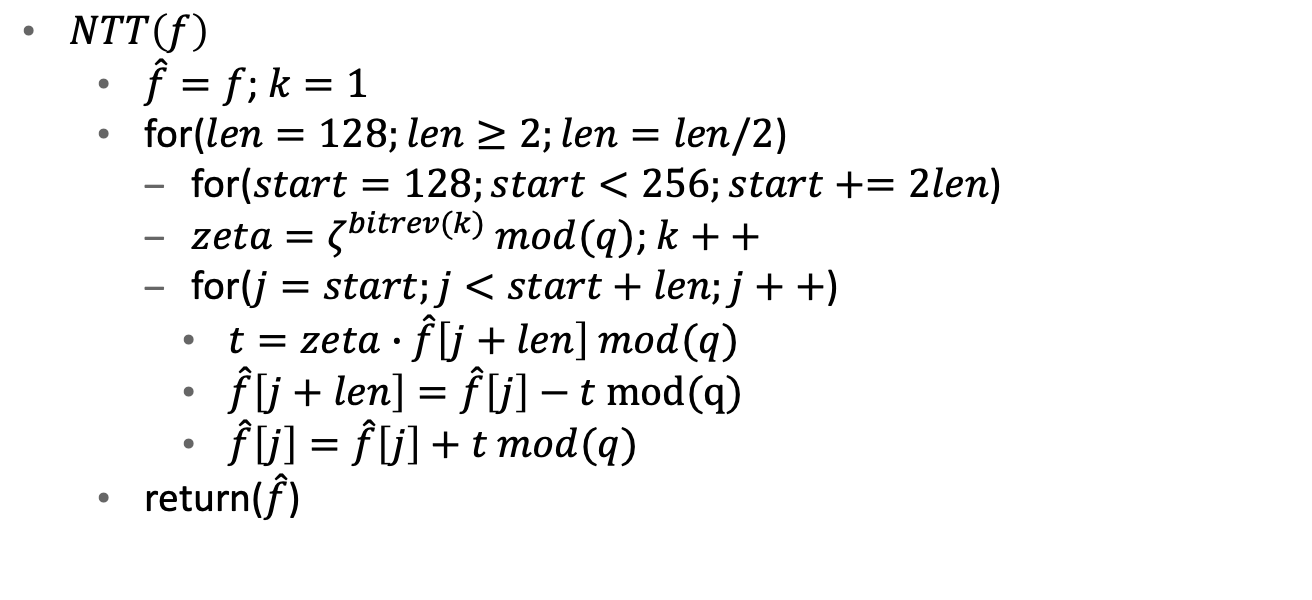 • NTT(f)
• f̂ = f; k = 1
• for(len = 128; len ≥ 2; len = len/2)
– for(start = 128; start < 256; start += 2len)
– zeta = ζ^{bitrev(k)} mod(q); k + +
– for(j = start; j < start + len; j + +)
• t = zeta · f̂[j + len] mod(q)
• f̂[j + len] = f̂[j] − t mod(q)
• f̂[j] = f̂[j] + t mod(q)
• return(f̂)